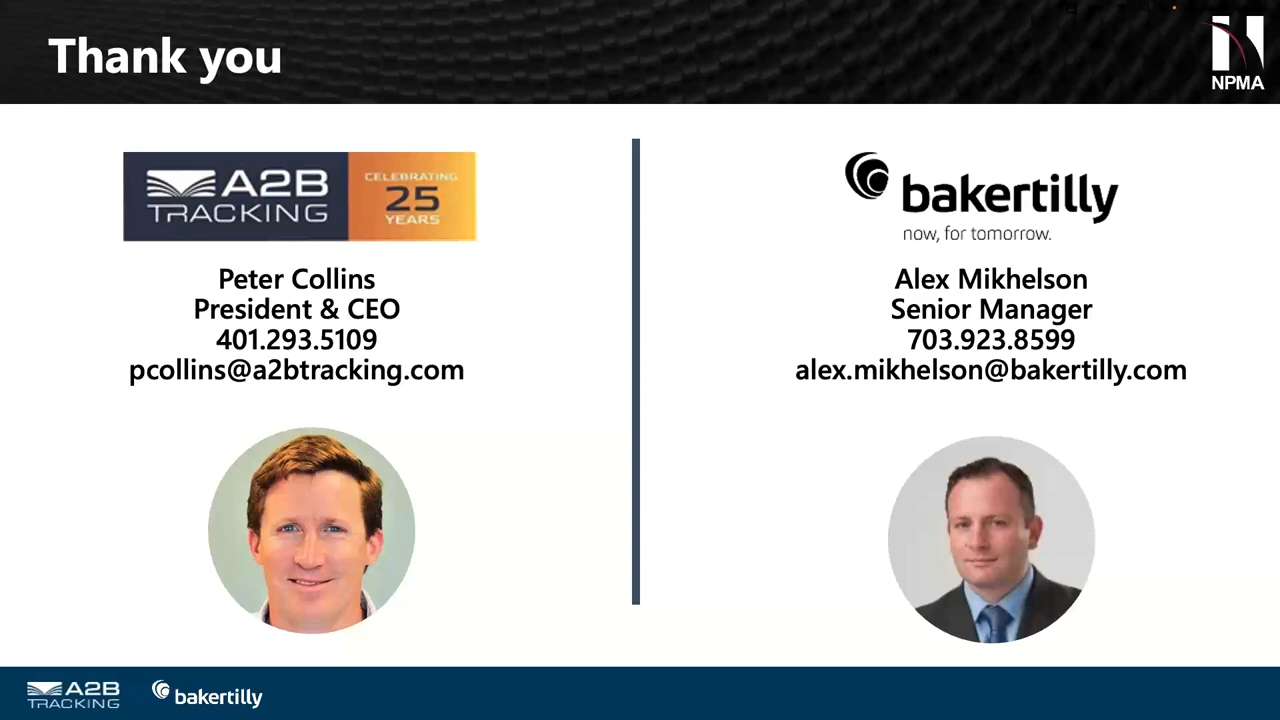 Thank you
NPMA
A2B
TRACKING
CELEBRATING
25
YEARS
Peter Collins
President & CEO
401.293.5109
pcollins@a2btracking.com
bakertilly
now, for tomorrow.
Alex Mikhelson
Senior Manager
703.923.8599
alex.mikhelson@bakertilly.com
A2B
TRACKING
bakertilly